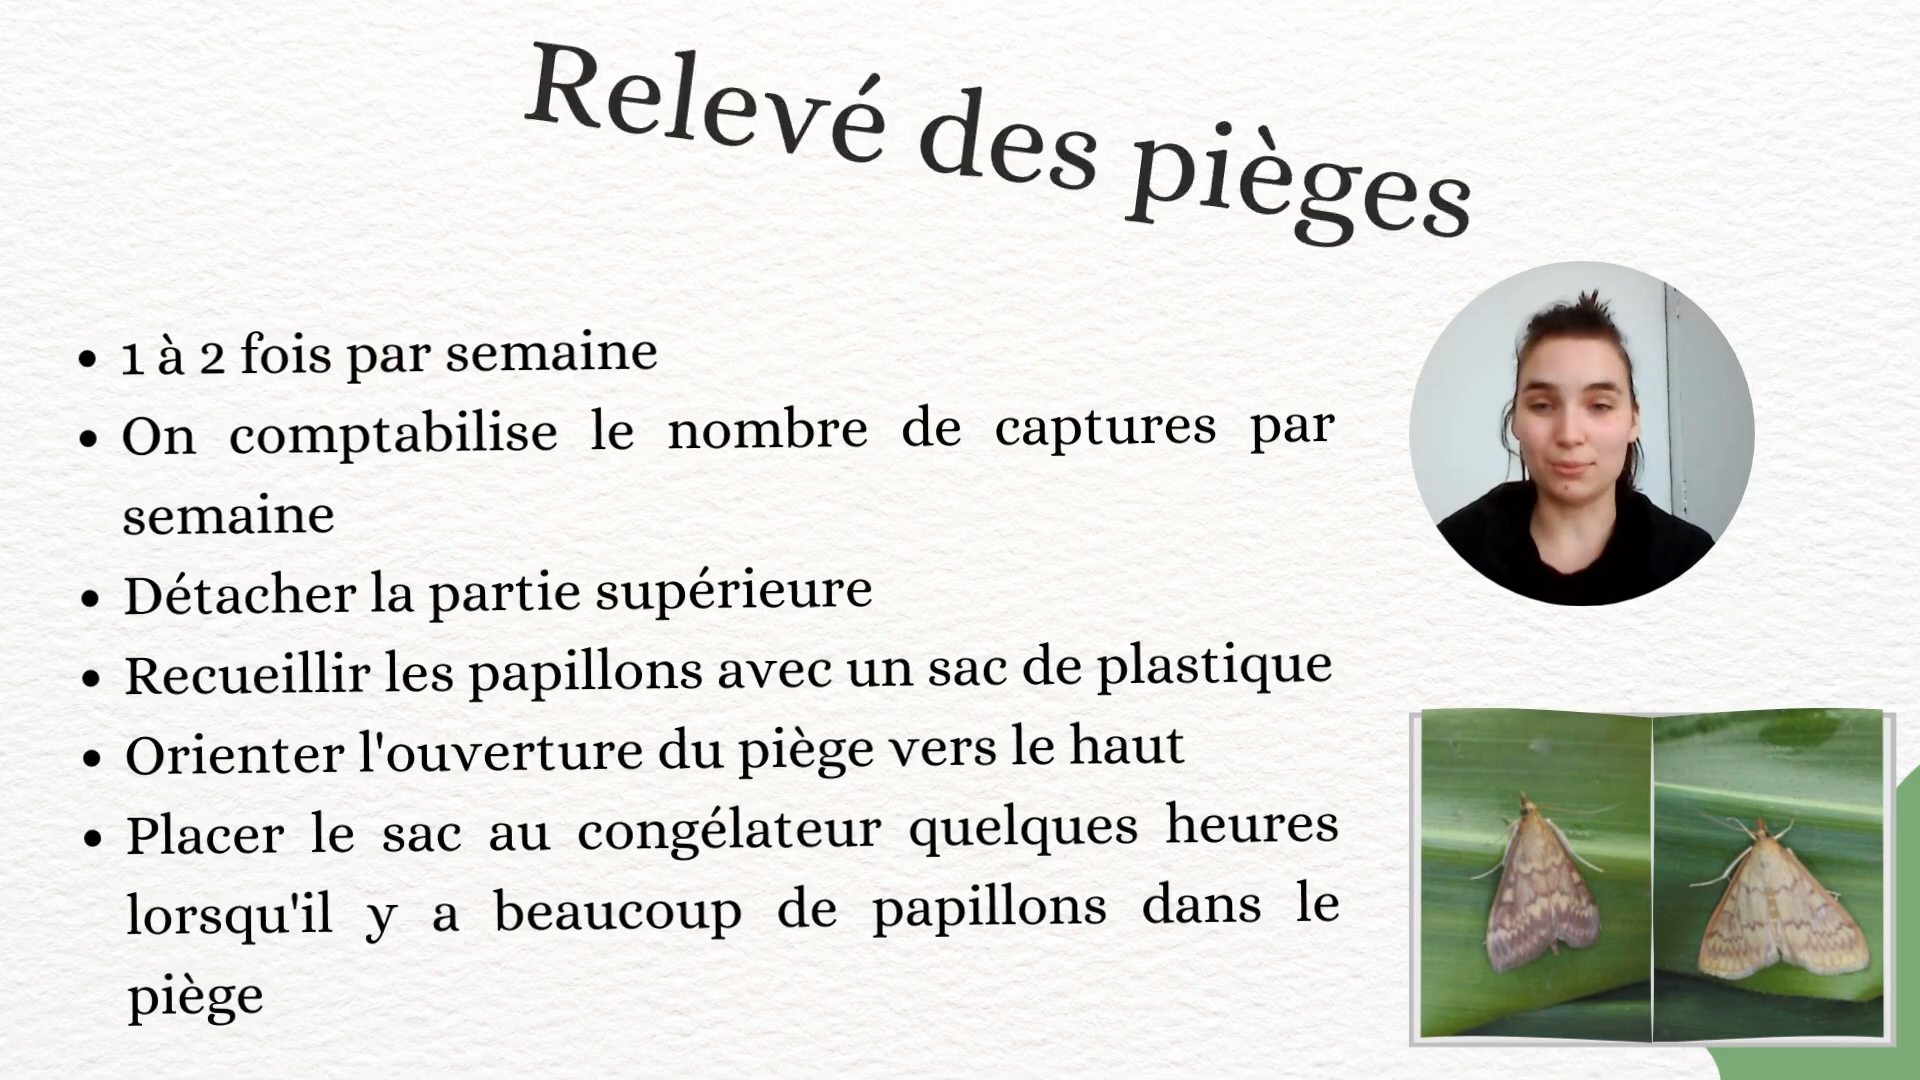 Relevé des pièges
• 1 à 2 fois par semaine
• On comptabilise le nombre de captures par
semaine
• Détacher la partie supérieure
• Recueillir les papillons avec un sac de plastique
• Orienter l'ouverture du piège vers le haut
• Placer le sac au congélateur quelques heures
lorsqu'il y a beaucoup de papillons dans le
piège